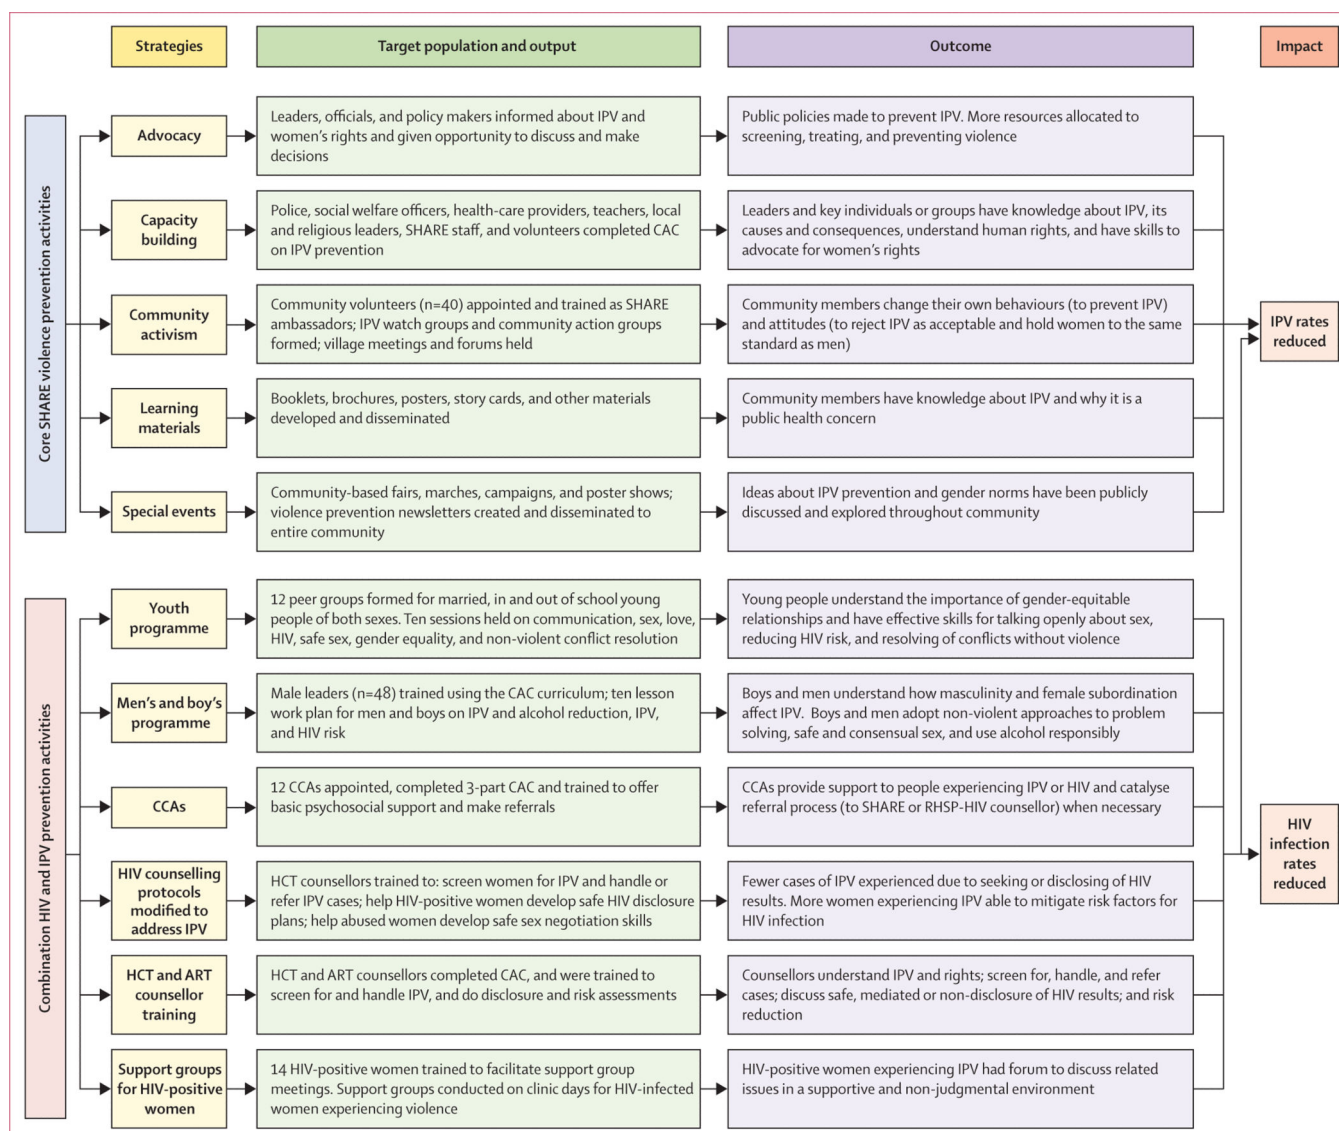 Strategies
Target population and output
Outcome
Impact
Core SHARE violence prevention activities
Advocacy
Leaders, officials, and policy makers informed about IPV and
women's rights and given opportunity to discuss and make
decisions
Public policies made to prevent IPV. More resources allocated to
screening, treating, and preventing violence
Capacity
building
Police, social welfare officers, health-care providers, teachers, local
and religious leaders, SHARE staff, and volunteers completed CAC
on IPV prevention
Leaders and key individuals or groups have knowledge about IPV, its
causes and consequences, understand human rights, and have skills to
advocate for women's rights
Community
activism
Community volunteers (n=40) appointed and trained as SHARE
ambassadors; IPV watch groups and community action groups
formed; village meetings and forums held
Community members change their own behaviours (to prevent IPV)
and attitudes (to reject IPV as acceptable and hold women to the same
standard as men)
IPV rates
reduced
Learning
materials
Booklets, brochures, posters, story cards, and other materials
developed and disseminated
Community members have knowledge about IPV and why it is a
public health concern
Special events
Community-based fairs, marches, campaigns, and poster shows;
violence prevention newsletters created and disseminated to
entire community
Ideas about IPV prevention and gender norms have been publicly
discussed and explored throughout community
Combination HIV and IPV prevention activities
Youth
programme
12 peer groups formed for married, in and out of school young
people of both sexes. Ten sessions held on communication, sex, love,
HIV, safe sex, gender equality, and non-violent conflict resolution
Young people understand the importance of gender-equitable
relationships and have effective skills for talking openly about sex,
reducing HIV risk, and resolving of conflicts without violence
Men's and boy's
programme
Male leaders (n=48) trained using the CAC curriculum; ten lesson
work plan for men and boys on IPV and alcohol reduction, IPV,
and HIV risk
Boys and men understand how masculinity and female subordination
affect IPV. Boys and men adopt non-violent approaches to problem
solving, safe and consensual sex, and use alcohol responsibly
CCAs
12 CCAs appointed, completed 3-part CAC and trained to offer
basic psychosocial support and make referrals
CCAs provide support to people experiencing IPV or HIV and catalyse
referral process (to SHARE or RHSP-HIV counsellor) when necessary
HIV
infection
rates
reduced
HIV counselling
protocols
modified to
address IPV
HCT counsellors trained to: screen women for IPV and handle or
refer IPV cases; help HIV-positive women develop safe HIV disclosure
plans; help abused women develop safe sex negotiation skills
Fewer cases of IPV experienced due to seeking or disclosing of HIV
results. More women experiencing IPV able to mitigate risk factors for
HIV infection
HCT and ART
counsellor
training
HCT and ART counsellors completed CAC, and were trained to
screen for and handle IPV, and do disclosure and risk assessments
Counsellors understand IPV and rights; screen for, handle, and refer
cases; discuss safe, mediated or non-disclosure of HIV results; and risk
reduction
Support groups
for HIV-positive
women
14 HIV-positive women trained to facilitate support group
meetings. Support groups conducted on clinic days for HIV-infected
women experiencing violence
HIV-positive women experiencing IPV had forum to discuss related
issues in a supportive and non-judgmental environment